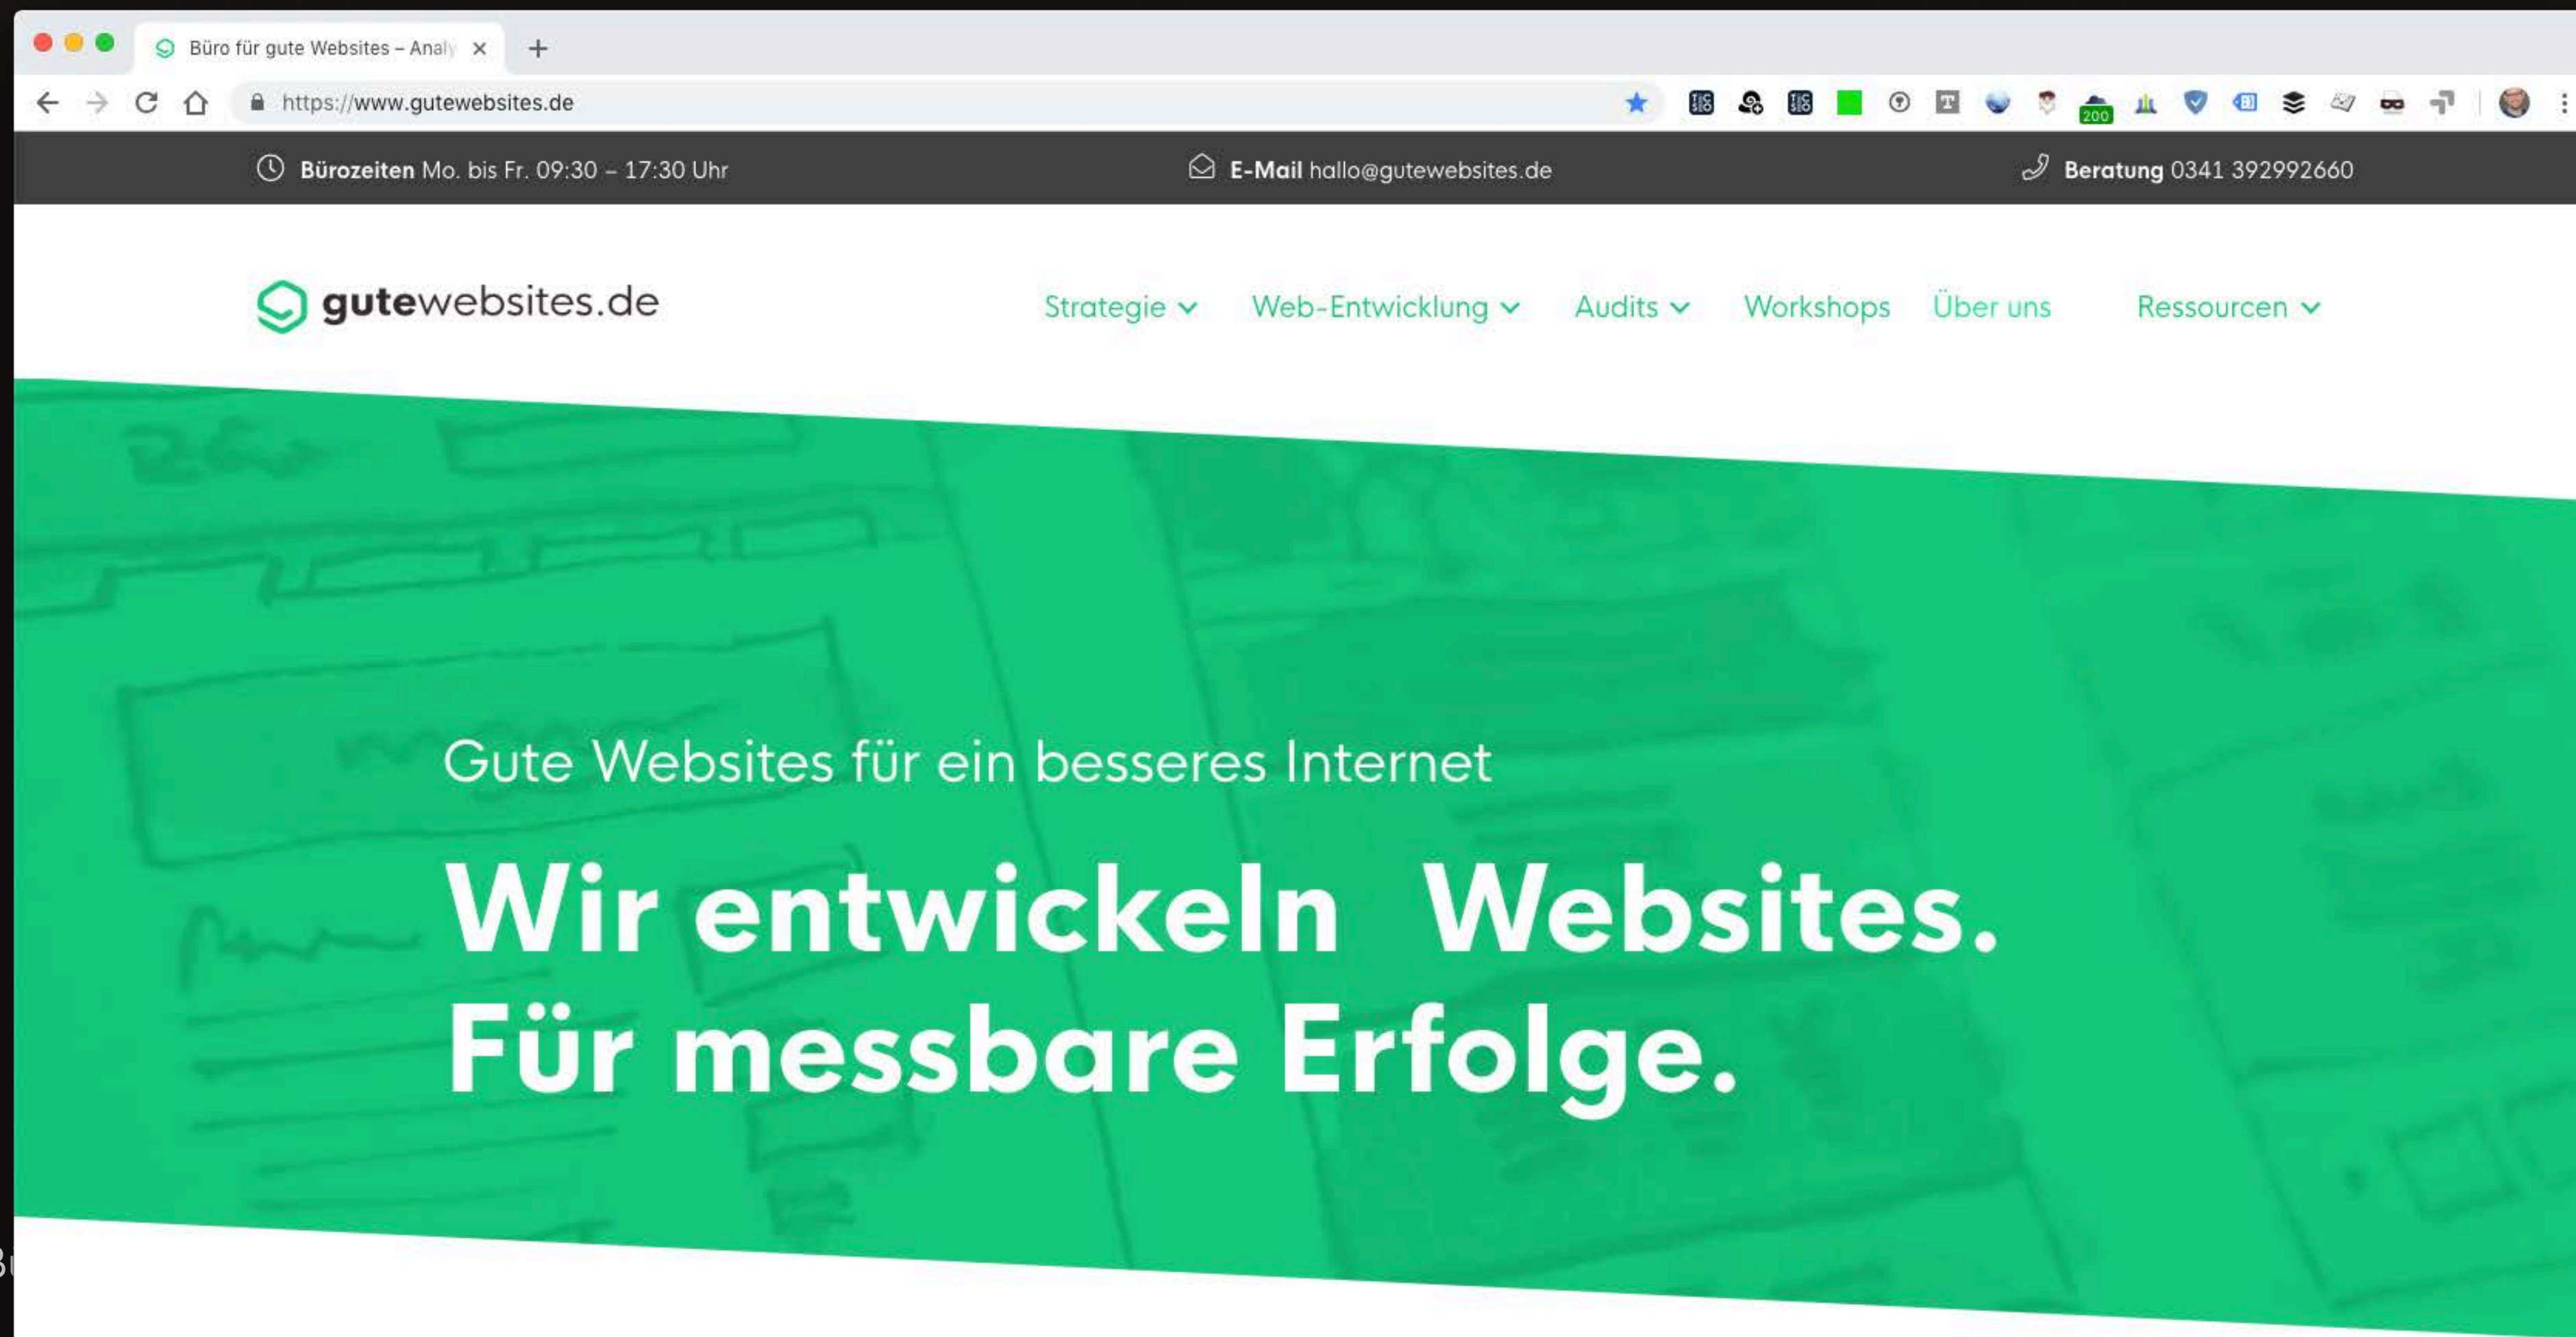 Büro für gute Websites – Analy
https://www.gutewebsites.de
200
Bürozeiten Mo. bis Fr. 09:30 – 17:30 Uhr
E-Mail hallo@gutewebsites.de
Beratung 0341 392992660
gutewebsites.de
Strategie
Web-Entwicklung
Audits
Workshops
Über uns
Ressourcen
Gute Websites für ein besseres Internet
Wir entwickeln Websites.
Für messbare Erfolge.